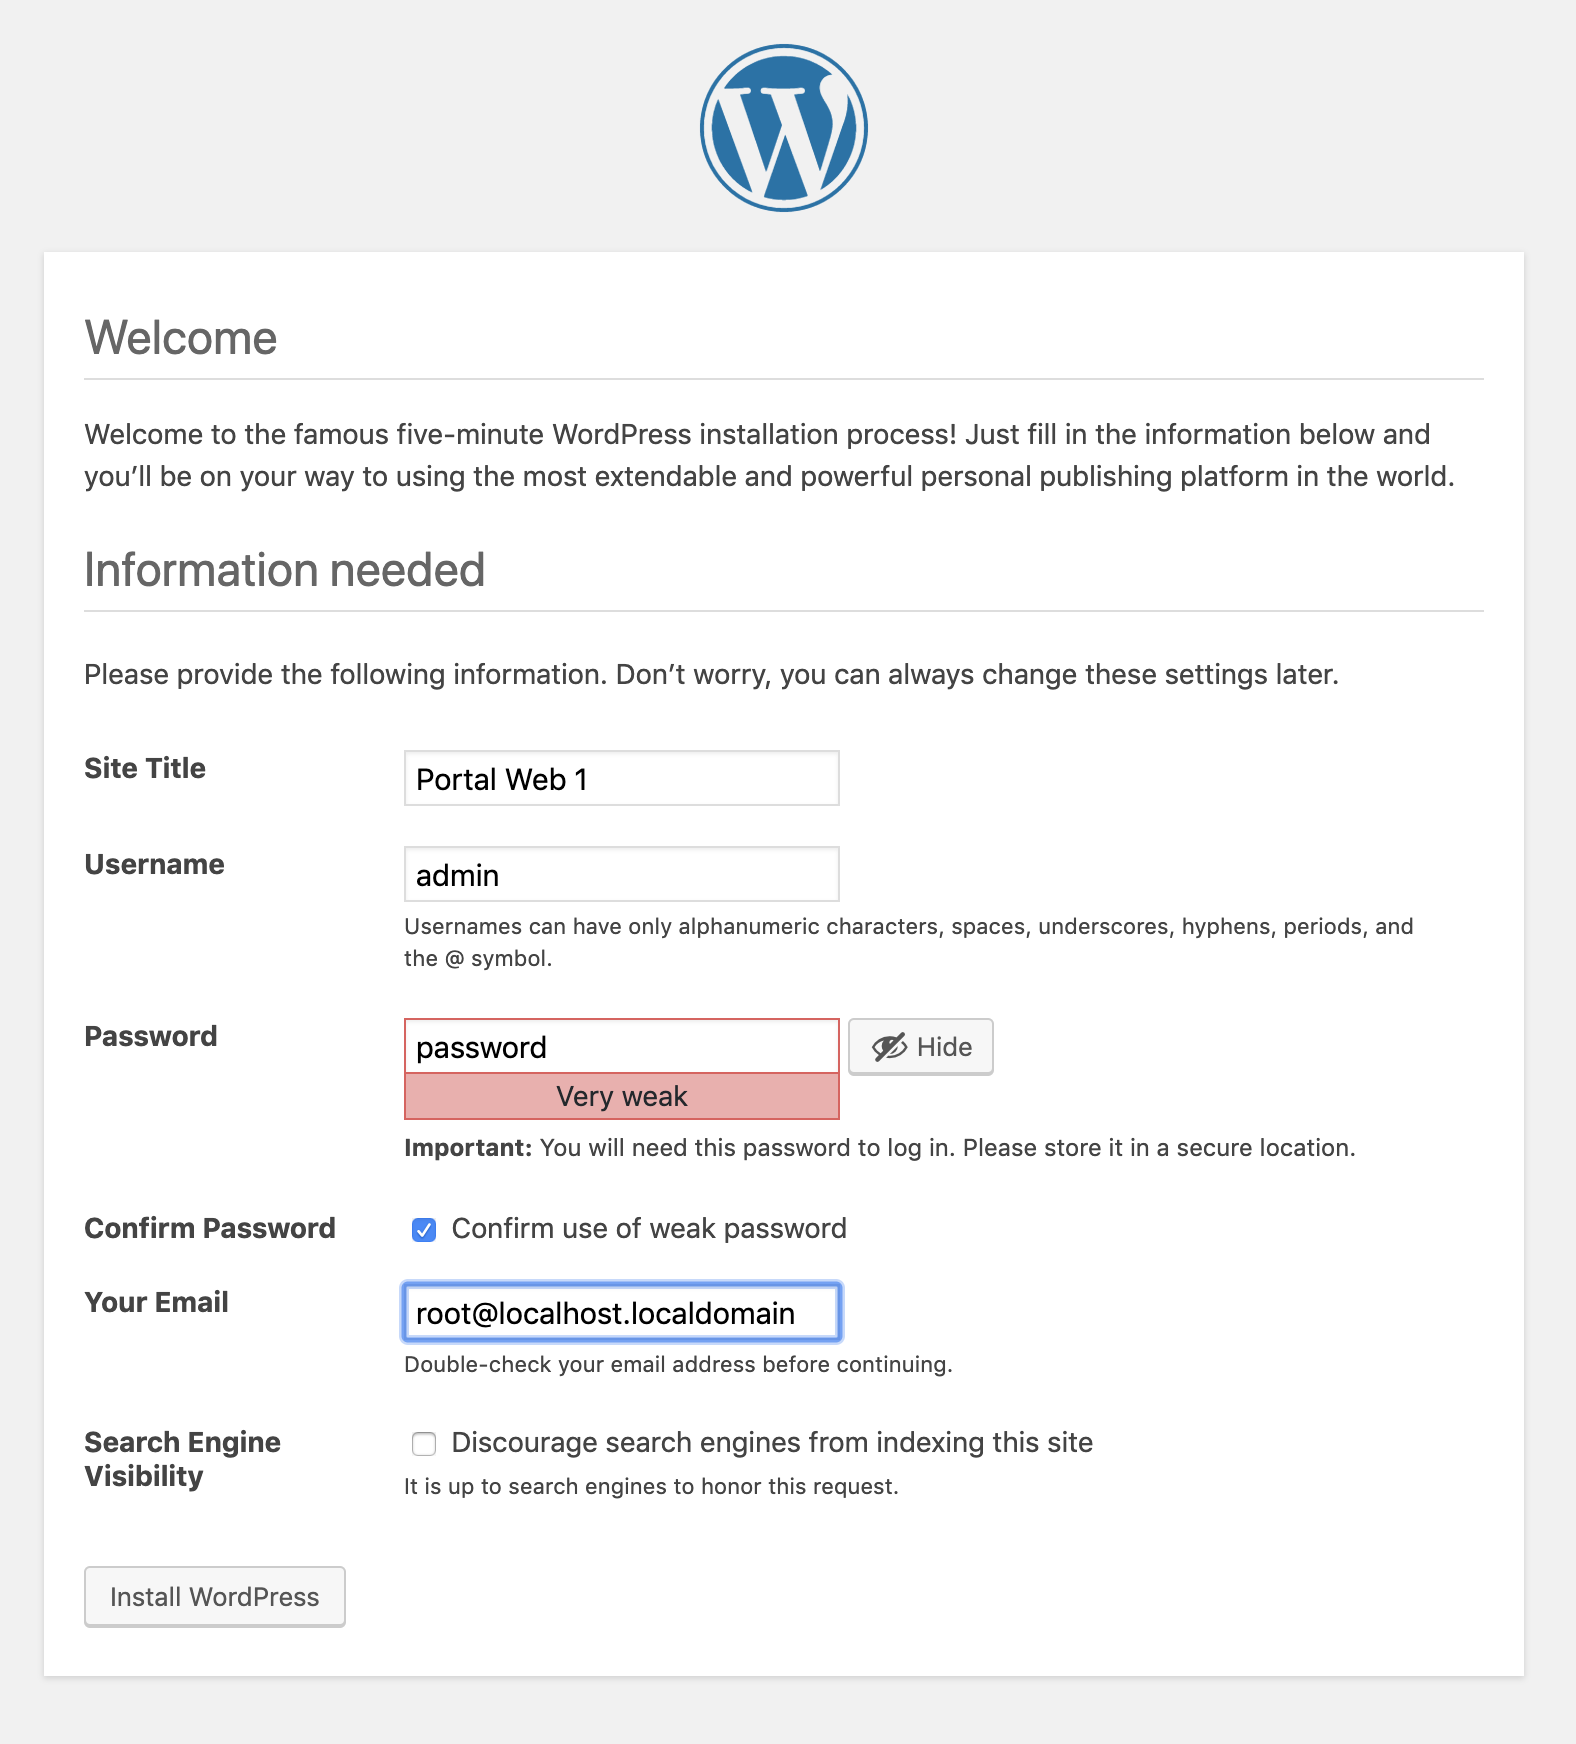 Welcome
Welcome to the famous five-minute WordPress installation process! Just fill in the information below and
you’ll be on your way to using the most extendable and powerful personal publishing platform in the world.
Information needed
Please provide the following information. Don’t worry, you can always change these settings later.
Site Title
Portal Web 1
Username
admin
Usernames can have only alphanumeric characters, spaces, underscores, hyphens, periods, and
the @ symbol.
Password
password
Hide
Very weak
Important: You will need this password to log in. Please store it in a secure location.
Confirm Password
Confirm use of weak password
Your Email
root@localhost.localdomain
Double-check your email address before continuing.
Search Engine
Visibility
Discourage search engines from indexing this site
It is up to search engines to honor this request.
Install WordPress